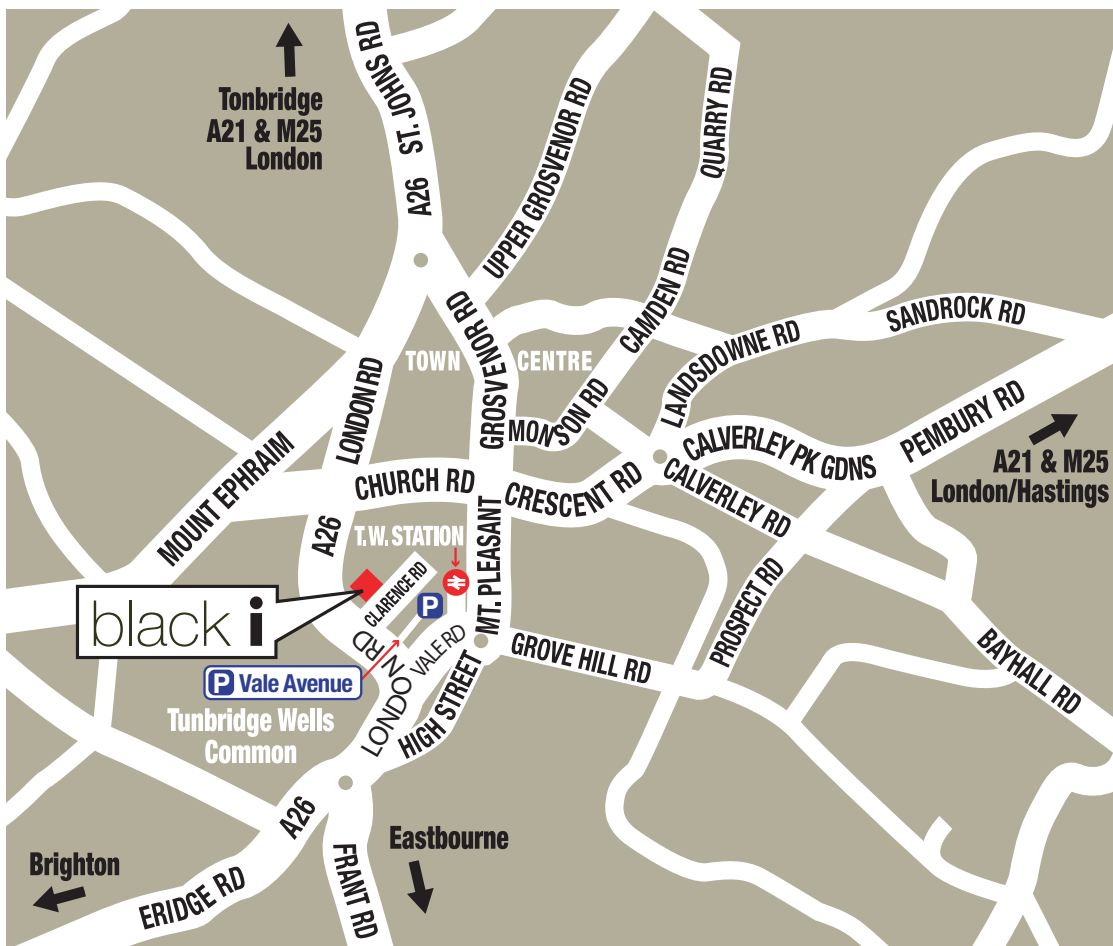 Tonbridge
A21 & M25
London
A26 ST. JOHNS RD
UPPER GROSVENOR RD
QUARRY RD
CAMDEN RD
SANDROCK RD
LANDSDOWNE RD
GROSVENOR RD
TOWN CENTRE
LONDON RD
MONSON RD
PEMBURY RD
A21 & M25
London/Hastings
MOUNT EPHRAIM
CHURCH RD
CRESCENT RD
CALVERLEY PK GDNS
CALVERLEY RD
A26
T.W. STATION
MT. PLEASANT
CLARENCE RD
P
black i
PROSPECT RD
BAYHALL RD
GROVE HILL RD
VALE RD
LONDON RD
HIGH STREET
P Vale Avenue
Tunbridge Wells
Common
A26
ERIDGE RD
FRANT RD
Eastbourne
Brighton